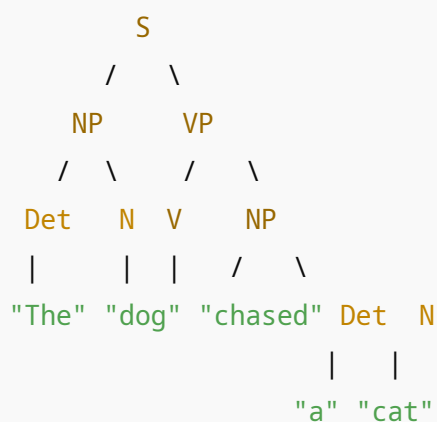 S
/ \
NP VP
/ \ / \
Det N V NP
| | | / \
"The" "dog" "chased" Det N
| |
"a" "cat"